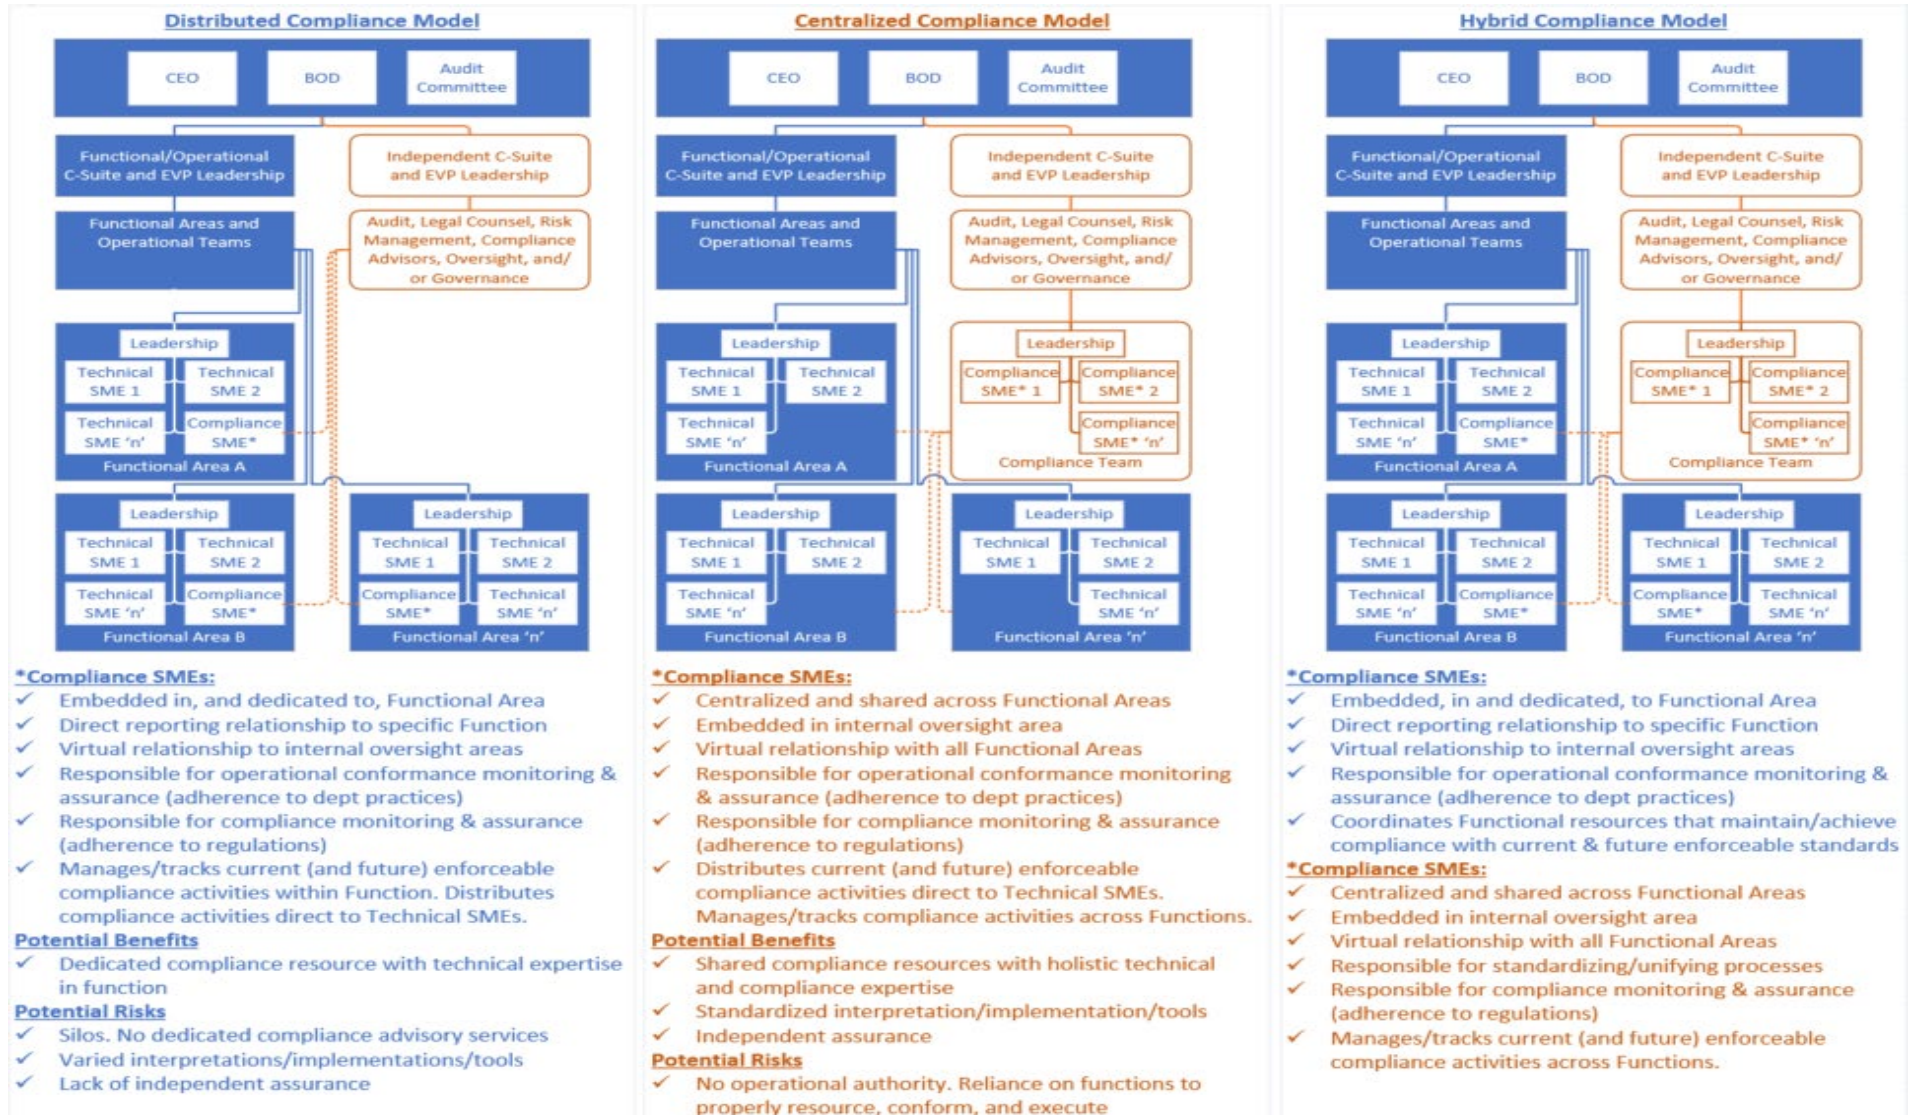 Distributed Compliance Model
CEO
BOD
Audit
Committee
Functional/Operational
C-Suite and EVP Leadership
Independent C-Suite
and EVP Leadership
Functional Areas and
Operational Teams
Audit, Legal Counsel, Risk
Management, Compliance
Advisors, Oversight, and/
or Governance
Leadership
Technical
SME 1
Technical
SME 2
Technical
SME 'n'
Compliance
SME*
Functional Area A
Leadership
Technical
SME 1
Technical
SME 2
Technical
SME 'n'
Compliance
SME*
Functional Area B
Leadership
Technical
SME 1
Technical
SME 2
Compliance
SME*
Technical
SME 'n'
Functional Area 'n'
*Compliance SMEs:
✓ Embedded in, and dedicated to, Functional Area
✓ Direct reporting relationship to specific Function
✓ Virtual relationship to internal oversight areas
✓ Responsible for operational conformance monitoring &
assurance (adherence to dept practices)
✓ Responsible for compliance monitoring & assurance
(adherence to regulations)
✓ Manages/tracks current (and future) enforceable
compliance activities within Function. Distributes
compliance activities direct to Technical SMEs.
Potential Benefits
✓ Dedicated compliance resource with technical expertise
in function
Potential Risks
✓ Silos. No dedicated compliance advisory services
✓ Varied interpretations/implementations/tools
✓ Lack of independent assurance
Centralized Compliance Model
CEO
BOD
Audit
Committee
Functional/Operational
C-Suite and EVP Leadership
Independent C-Suite
and EVP Leadership
Functional Areas and
Operational Teams
Audit, Legal Counsel, Risk
Management, Compliance
Advisors, Oversight, and/
or Governance
Leadership
Technical
SME 1
Technical
SME 2
Technical
SME 'n'
Functional Area A
Leadership
Compliance
SME* 1
Compliance
SME* 2
Compliance
SME* 'n'
Compliance Team
Leadership
Technical
SME 1
Technical
SME 2
Technical
SME 'n'
Functional Area B
Leadership
Technical
SME 1
Technical
SME 2
Technical
SME 'n'
Functional Area 'n'
*Compliance SMEs:
✓ Centralized and shared across Functional Areas
✓ Embedded in internal oversight area
✓ Virtual relationship with all Functional Areas
✓ Responsible for operational conformance monitoring
& assurance (adherence to dept practices)
✓ Responsible for compliance monitoring & assurance
(adherence to regulations)
✓ Distributes current (and future) enforceable
compliance activities direct to Technical SMEs.
Manages/tracks compliance activities across Functions.
Potential Benefits
✓ Shared compliance resources with holistic technical
and compliance expertise
✓ Standardized interpretation/implementation/tools
✓ Independent assurance
Potential Risks
✓ No operational authority. Reliance on functions to
properly resource, conform, and execute
Hybrid Compliance Model
CEO
BOD
Audit
Committee
Functional/Operational
C-Suite and EVP Leadership
Independent C-Suite
and EVP Leadership
Functional Areas and
Operational Teams
Audit, Legal Counsel, Risk
Management, Compliance
Advisors, Oversight, and/
or Governance
Leadership
Technical
SME 1
Technical
SME 2
Technical
SME 'n'
Compliance
SME*
Functional Area A
Leadership
Compliance
SME* 1
Compliance
SME* 2
Compliance
SME* 'n'
Compliance Team
Leadership
Technical
SME 1
Technical
SME 2
Technical
SME 'n'
Compliance
SME*
Functional Area B
Leadership
Technical
SME 1
Technical
SME 2
Compliance
SME*
Technical
SME 'n'
Functional Area 'n'
*Compliance SMEs:
✓ Embedded, in and dedicated, to Functional Area
✓ Direct reporting relationship to specific Function
✓ Virtual relationship to internal oversight areas
✓ Responsible for operational conformance monitoring &
assurance (adherence to dept practices)
✓ Coordinates Functional resources that maintain/achieve
compliance with current & future enforceable standards
*Compliance SMEs:
✓ Centralized and shared across Functional Areas
✓ Embedded in internal oversight area
✓ Virtual relationship with all Functional Areas
✓ Responsible for standardizing/unifying processes
✓ Responsible for compliance monitoring & assurance
(adherence to regulations)
✓ Manages/tracks current (and future) enforceable
compliance activities across Functions.